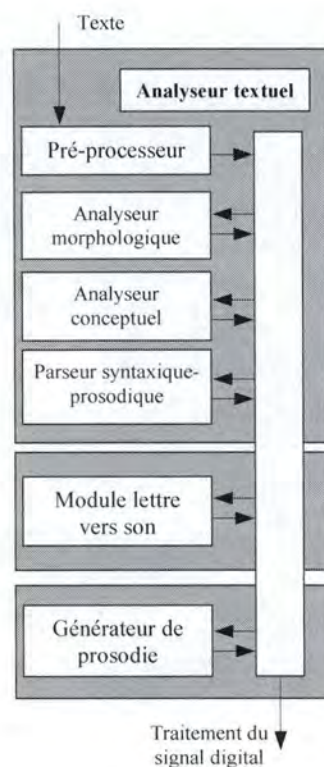 Texte
Analyseur textuel
Pré-processeur
Analyseur
morphologique
Analyseur
conceptuel
Parseur syntaxique-
prosodique
Module lettre
vers son
Générateur de
prosodie
Traitement du
signal digital